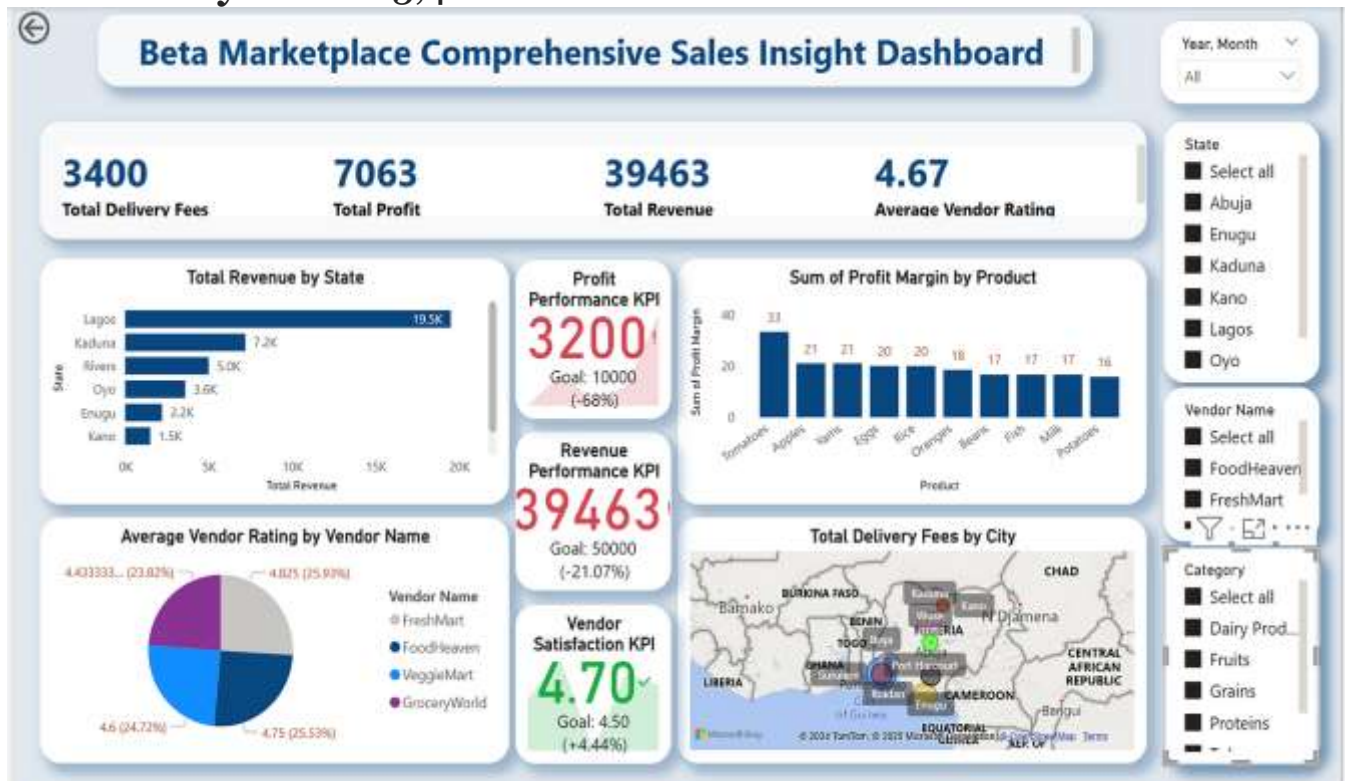 Beta Marketplace Comprehensive Sales Insight Dashboard
Year, Month
All
3400
Total Delivery Fees
7063
Total Profit
39463
Total Revenue
4.67
Average Vendor Rating
State
Select all
Abuja
Enugu
Kaduna
Kano
Lagos
Oyo
Total Revenue by State
State
Lagos 19.5K
Kaduna 7.2K
Rivers 5.0K
Oyo 3.6K
Enugu 2.2K
Kano 1.5K
0K 5K 10K 15K 20K
Total Revenue
Profit
Performance KPI
3200
Goal: 10000
(-68%)
Sum of Profit Margin by Product
Sum of Profit Margin
40
20
0
33 21 21 20 20 18 17 17 17 16
Tomatoes Apples Yams Eggs Rice Oranges Beans Fish Milk Potatoes
Product
Vendor Name
Select all
FoodHeaven
FreshMart
Revenue
Performance KPI
39463
Goal: 50000
(-21.07%)
Average Vendor Rating by Vendor Name
4.433333... (23.82%)
4.825 (25.93%)
4.6 (24.72%)
4.75 (25.53%)
Vendor Name
FreshMart
FoodHeaven
VeggieMart
GroceryWorld
Vendor
Satisfaction KPI
4.70
Goal: 4.50
(+4.44%)
Total Delivery Fees by City
CHAD
BURKINA FASO
Bamako
Kaduna
Kano
N'Djamena
BENIN
TOGO
GHANA
LIBERIA
Port Harcourt
Ibadan
Enugu
CAMEROON
CENTRAL
AFRICAN
REPUBLIC
Bangui
EQUATORIAL
GUINEA
Terms
Category
Select all
Dairy Prod...
Fruits
Grains
Proteins